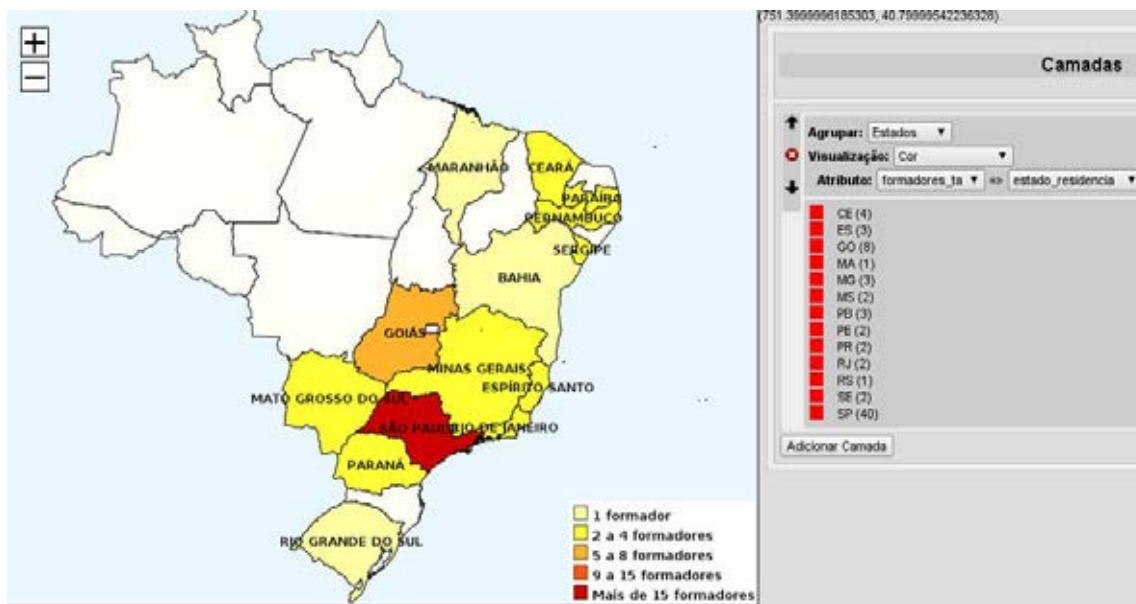 +
−
MARANHÃO
CEARÁ
PARAÍBA
PERNAMBUCO
SERGIPE
BAHIA
GOIÁS
MINAS GERAIS
ESPÍRITO SANTO
MATO GROSSO DO SUL
SÃO PAULO
RIO DE JANEIRO
PARANÁ
RIO GRANDE DO SUL
1 formador
2 a 4 formadores
5 a 8 formadores
9 a 15 formadores
Mais de 15 formadores
(751.3999996185303, 40.79999542236328).
Camadas
Agrupar: Estados
Visualização: Cor
Atributo: formadores_ta => estado_residencia
CE (4)
ES (3)
GO (8)
MA (1)
MG (3)
MS (2)
PB (3)
PE (2)
PR (2)
RJ (2)
RS (1)
SE (2)
SP (40)
Adicionar Camada